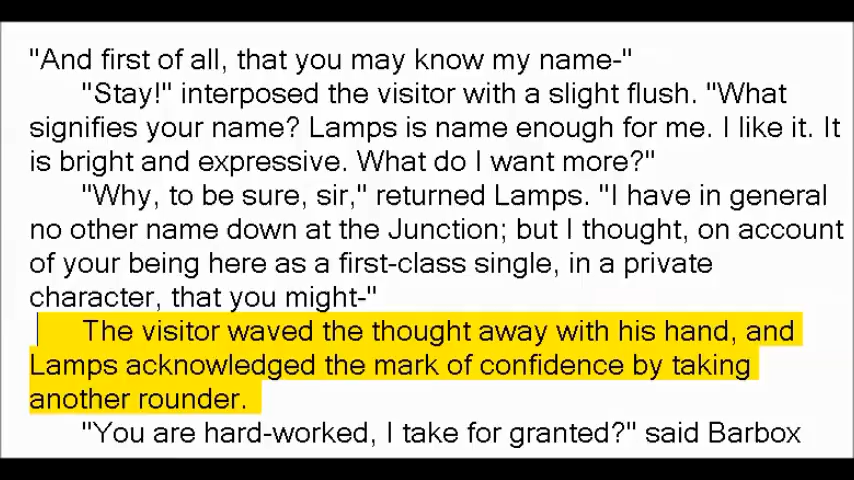 "And first of all, that you may know my name-"
"Stay!" interposed the visitor with a slight flush. "What
signifies your name? Lamps is name enough for me. I like it. It
is bright and expressive. What do I want more?"
"Why, to be sure, sir," returned Lamps. "I have in general
no other name down at the Junction; but I thought, on account
of your being here as a first-class single, in a private
character, that you might-"
The visitor waved the thought away with his hand, and
Lamps acknowledged the mark of confidence by taking
another rounder.
"You are hard-worked, I take for granted?" said Barbox